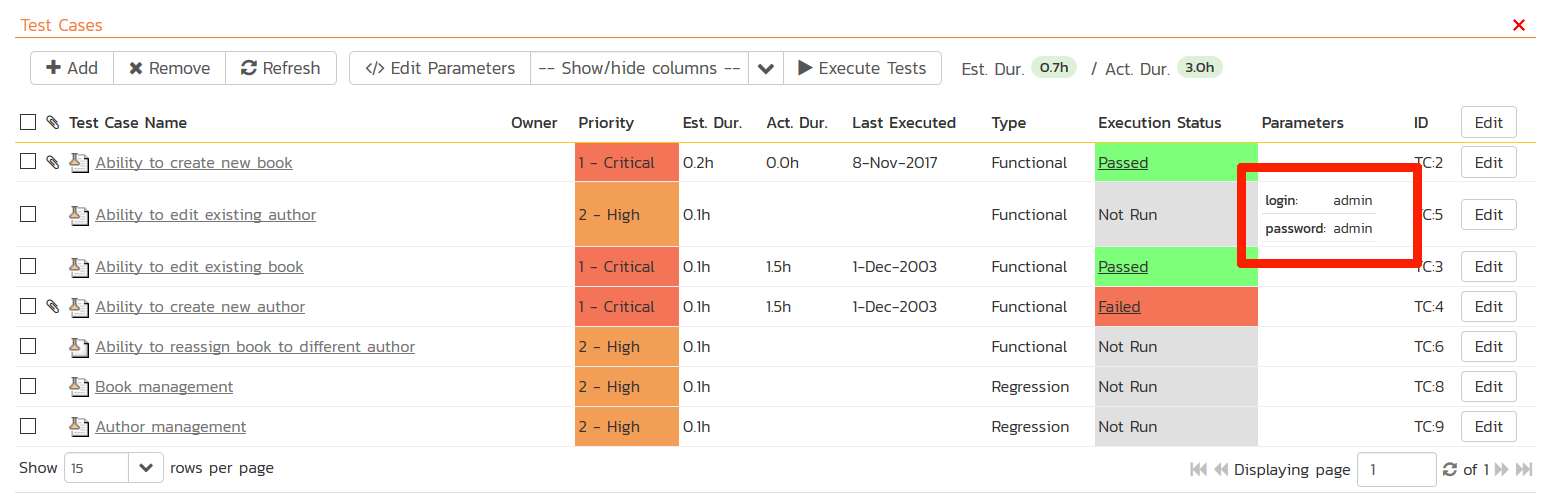 Test Cases
Add Remove Refresh </> Edit Parameters -- Show/hide columns -- Execute Tests Est. Dur. 0.7h / Act. Dur. 3.0h
Test Case Name Owner Priority Est. Dur. Act. Dur. Last Executed Type Execution Status Parameters ID Edit
Ability to create new book 1 - Critical 0.2h 0.0h 8-Nov-2017 Functional Passed TC:2 Edit
Ability to edit existing author 2 - High 0.1h Functional Not Run login: admin TC:5 Edit
password: admin
Ability to edit existing book 1 - Critical 0.1h 1.5h 1-Dec-2003 Functional Passed TC:3 Edit
Ability to create new author 1 - Critical 0.1h 1.5h 1-Dec-2003 Functional Failed TC:4 Edit
Ability to reassign book to different author 2 - High 0.1h Functional Not Run TC:6 Edit
Book management 2 - High 0.1h Regression Not Run TC:8 Edit
Author management 2 - High 0.1h Regression Not Run TC:9 Edit
Show 15 rows per page Displaying page 1 of 1